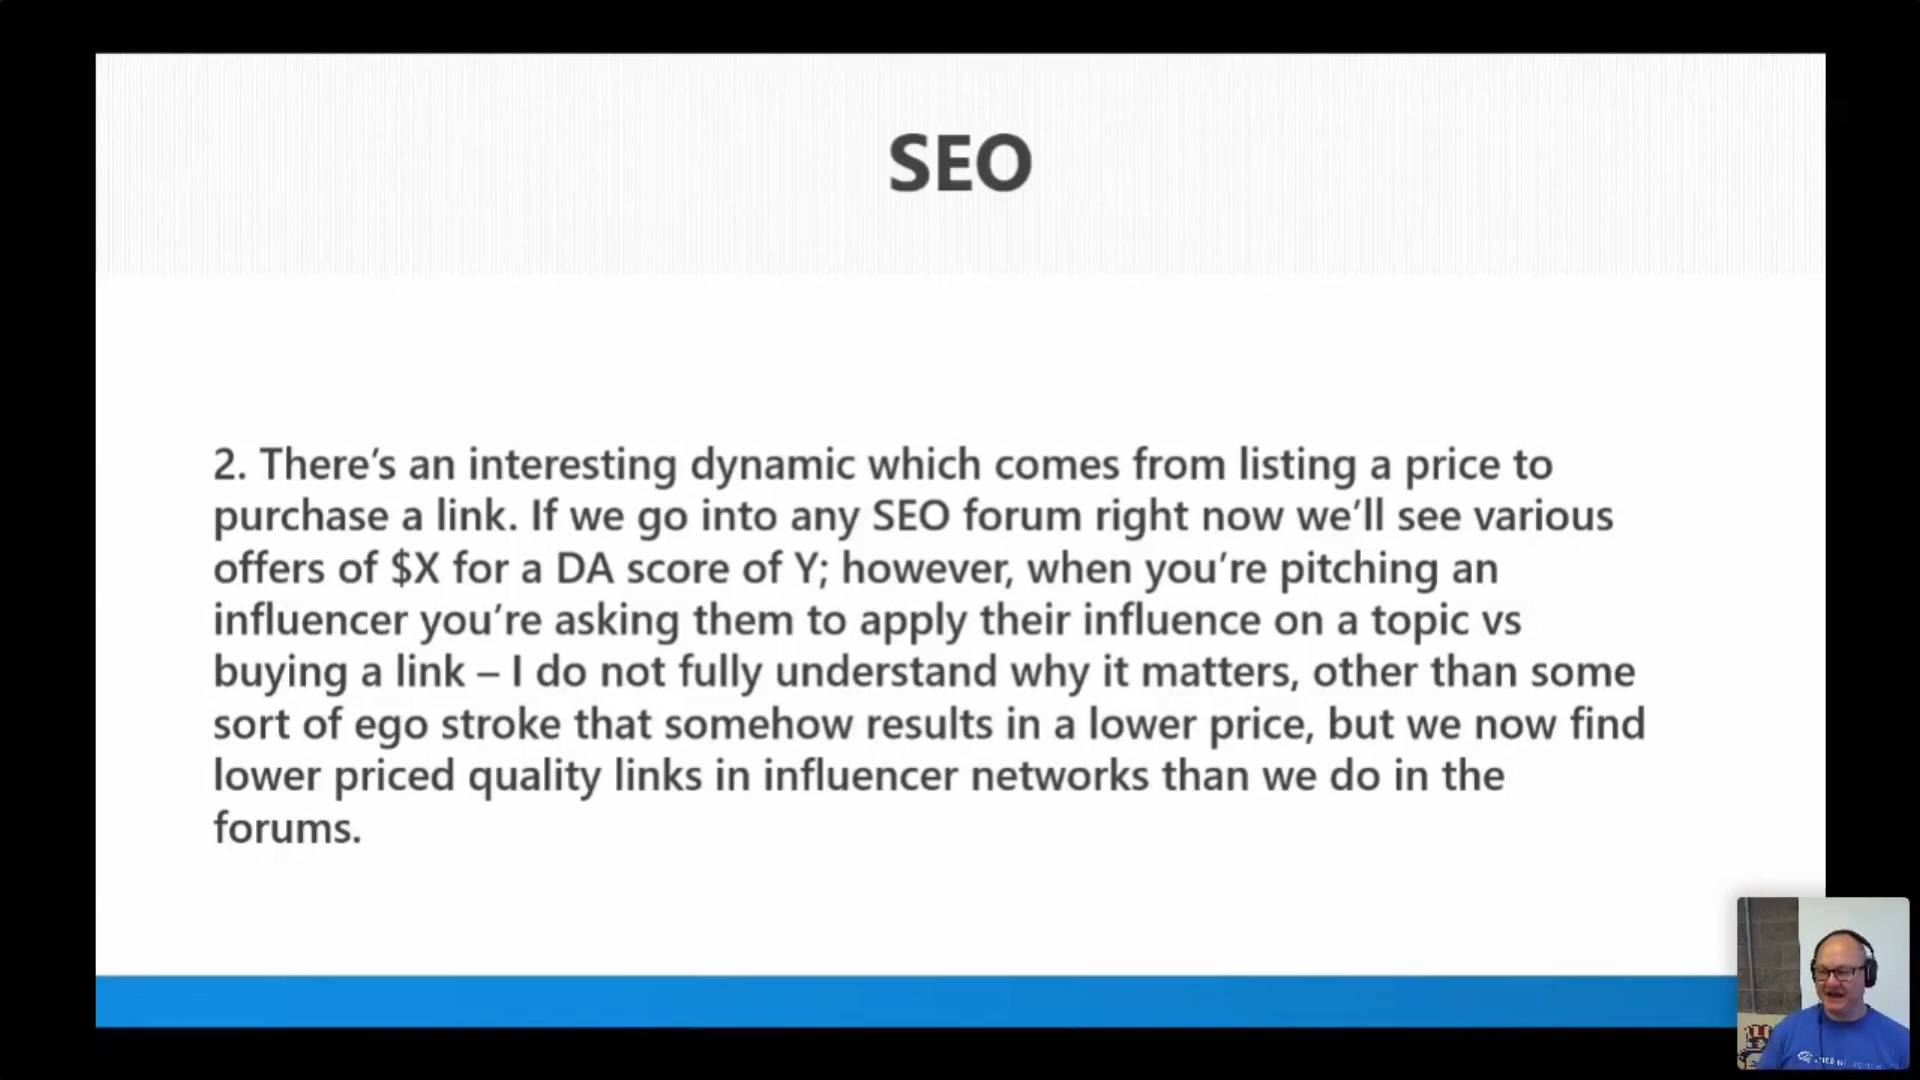 SEO
2. There’s an interesting dynamic which comes from listing a price to
purchase a link. If we go into any SEO forum right now we’ll see various
offers of $X for a DA score of Y; however, when you’re pitching an
influencer you’re asking them to apply their influence on a topic vs
buying a link – I do not fully understand why it matters, other than some
sort of ego stroke that somehow results in a lower price, but we now find
lower priced quality links in influencer networks than we do in the
forums.